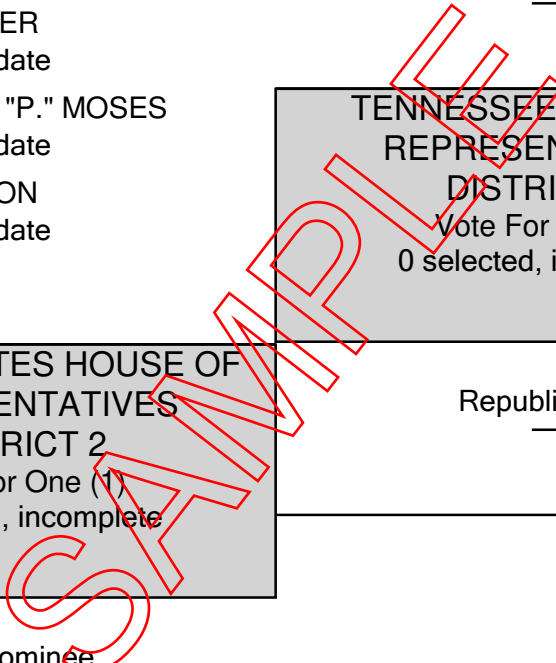 ER
date
"P." MOSES
date
ON
date
TES HOUSE OF
ENTATIVES
RICT 2
or One (1)
, incomplete
ominee
TENNESSEE
REPRESEN
DISTRI
Vote For
0 selected, i
Republi
SAMPLE